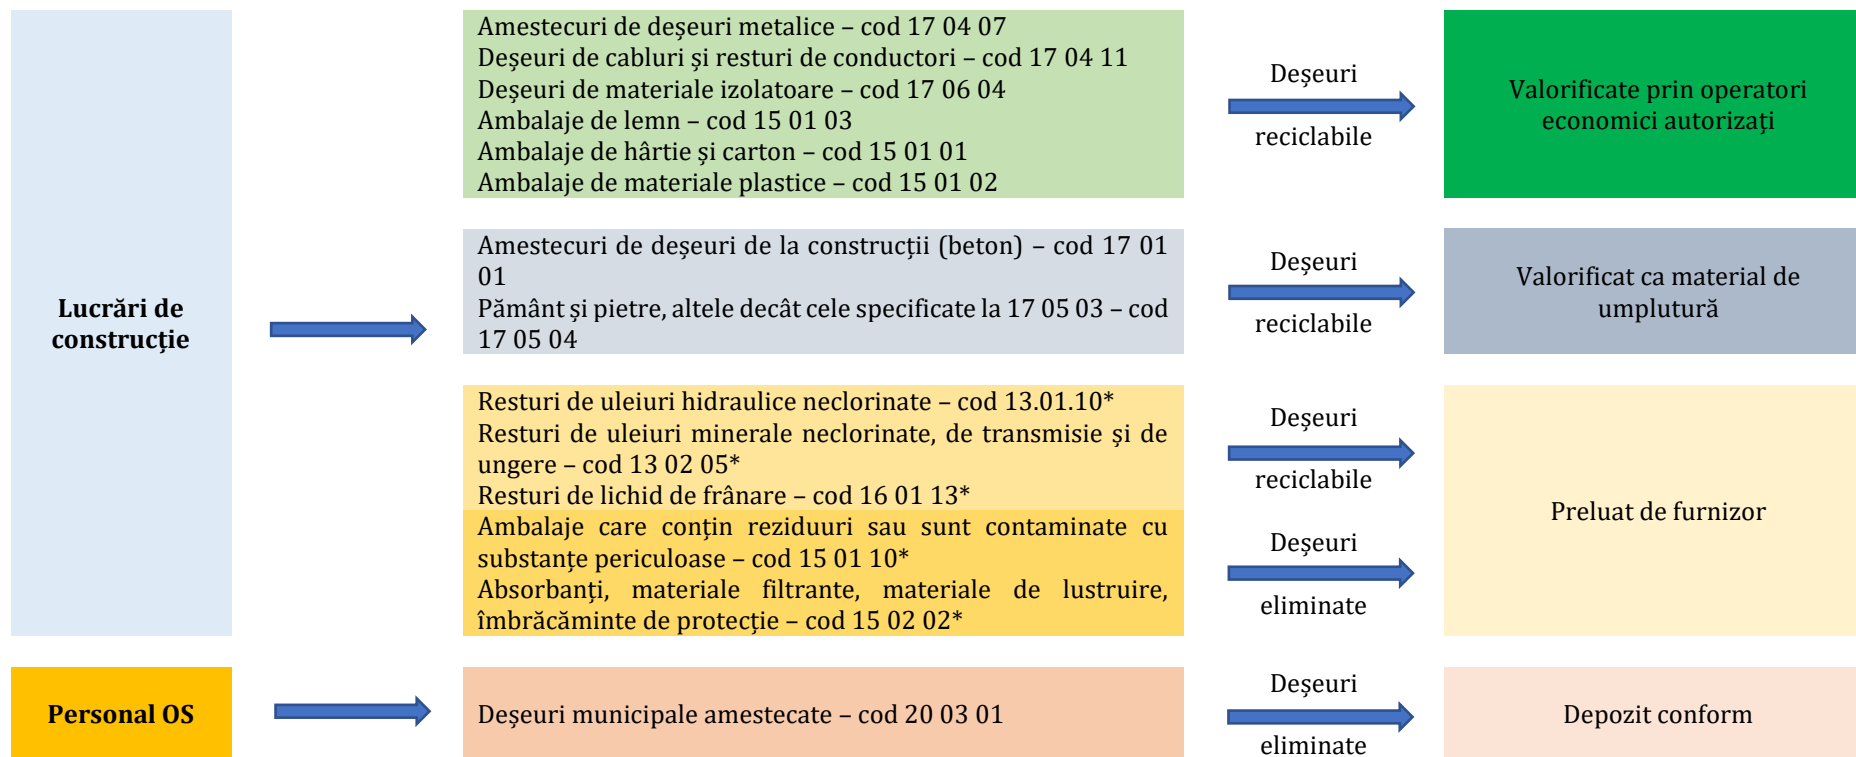 Lucrări de
construcție
Amestecuri de deșeuri metalice – cod 17 04 07
Deșeuri de cabluri și resturi de conductori – cod 17 04 11
Deșeuri de materiale izolatoare – cod 17 06 04
Ambalaje de lemn – cod 15 01 03
Ambalaje de hârtie și carton – cod 15 01 01
Ambalaje de materiale plastice – cod 15 01 02
Deșeuri
reciclabile
Valorificate prin operatori
economici autorizați
Amestecuri de deșeuri de la construcții (beton) – cod 17 01
01
Pământ și pietre, altele decât cele specificate la 17 05 03 – cod
17 05 04
Deșeuri
reciclabile
Valorificat ca material de
umplutură
Resturi de uleiuri hidraulice neclorinate – cod 13.01.10*
Resturi de uleiuri minerale neclorinate, de transmisie și de
ungere – cod 13 02 05*
Resturi de lichid de frânare – cod 16 01 13*
Deșeuri
reciclabile
Ambalaje care conțin reziduuri sau sunt contaminate cu
substanțe periculoase – cod 15 01 10*
Absorbanți, materiale filtrante, materiale de lustruire,
îmbrăcăminte de protecție – cod 15 02 02*
Deșeuri
eliminate
Preluat de furnizor
Personal OS
Deșeuri municipale amestecate – cod 20 03 01
Deșeuri
eliminate
Depozit conform